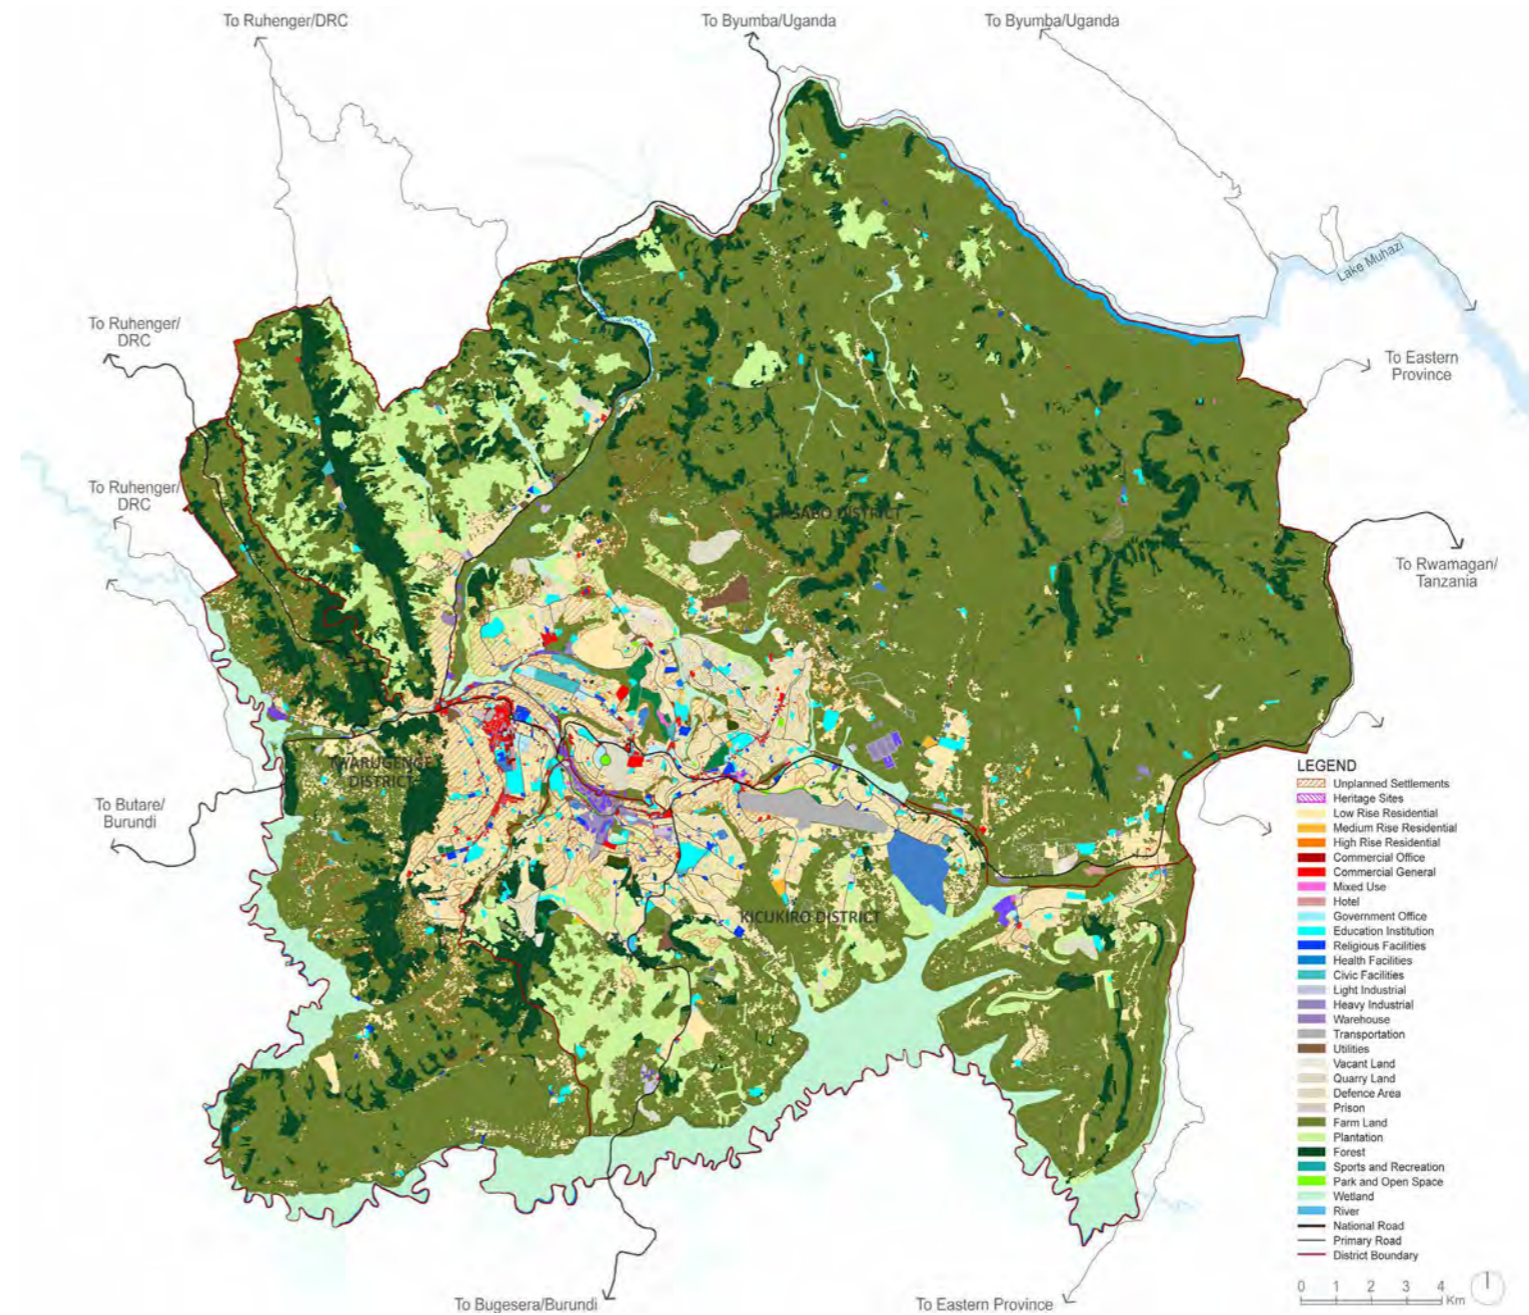 To Ruhenger/DRC
To Byumba/Uganda
To Byumba/Uganda
Lake Muhazi
To Ruhenger/
DRC
To Eastern
Province
To Ruhenger/
DRC
GASABO DISTRICT
To Rwamagan/
Tanzania
NYARUGENGE
DISTRICT
To Butare/
Burundi
KICUKIRO DISTRICT
To Bugesera/Burundi
To Eastern Province
LEGEND
Unplanned Settlements
Heritage Sites
Low Rise Residential
Medium Rise Residential
High Rise Residential
Commercial Office
Commercial General
Mixed Use
Hotel
Government Office
Education Institution
Religious Facilities
Health Facilities
Civic Facilities
Light Industrial
Heavy Industrial
Warehouse
Transportation
Utilities
Vacant Land
Quarry Land
Defence Area
Prison
Farm Land
Plantation
Forest
Sports and Recreation
Park and Open Space
Wetland
River
National Road
Primary Road
District Boundary
0 1 2 3 4
Km